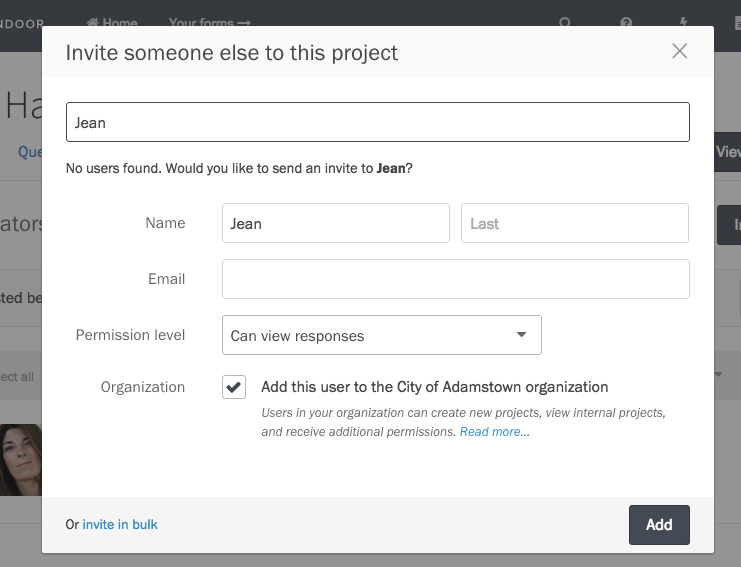 NDOOR Home Your forms →
Invite someone else to this project
Ha
Jean
Que
View
No users found. Would you like to send an invite to Jean?
Name Jean Last
ators
Email
sted be
Permission level Can view responses
ect all
Organization Add this user to the City of Adamstown organization
Users in your organization can create new projects, view internal projects,
and receive additional permissions. Read more...
Or invite in bulk Add